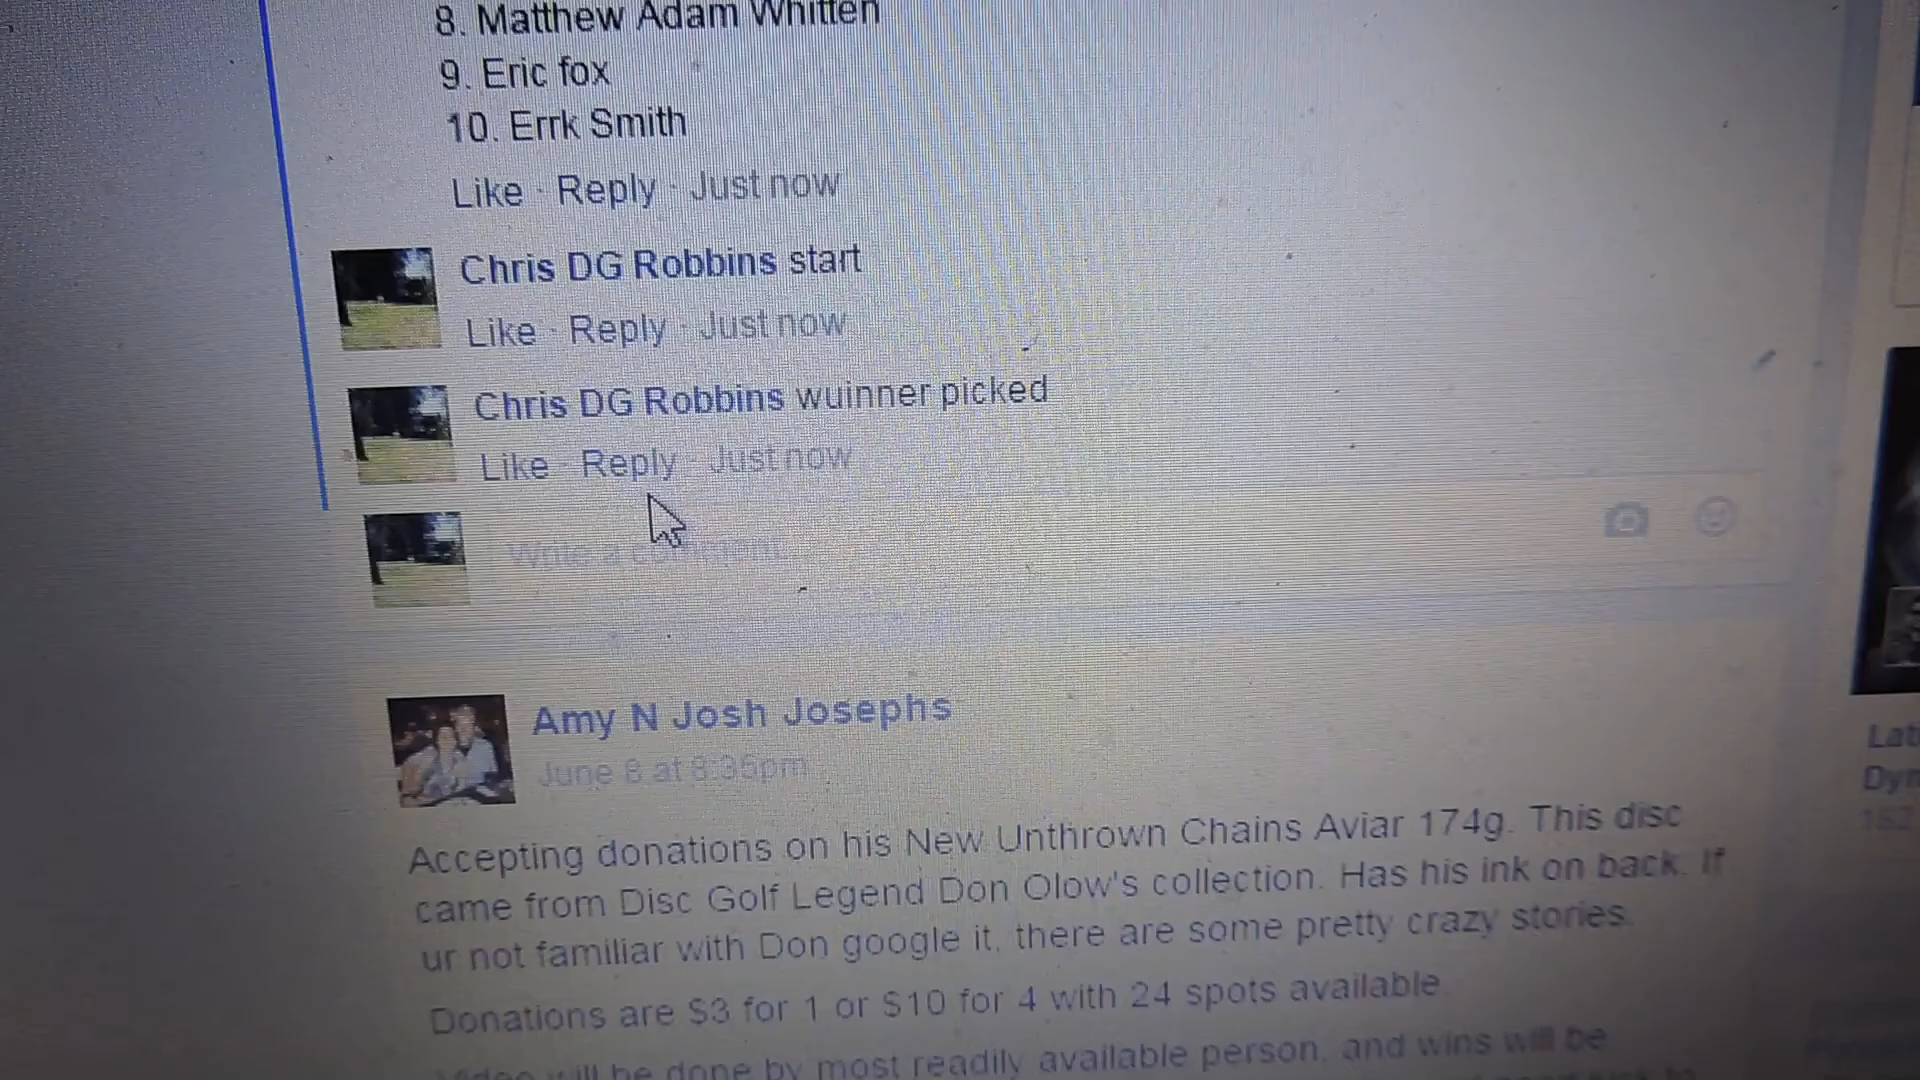 8. Matthew Adam Whitten
9. Eric fox
10. Errk Smith
Like · Reply · Just now
Chris DG Robbins start
Like · Reply · Just now
Chris DG Robbins wuinner picked
Like · Reply · Just now
Write a comment...
Amy N Josh Josephs
June 8 at 8:36pm
Accepting donations on his New Unthrown Chains Aviar 174g. This disc
came from Disc Golf Legend Don Olow's collection. Has his ink on back. If
ur not familiar with Don google it, there are some pretty crazy stories.
Donations are $3 for 1 or $10 for 4 with 24 spots available
Video will be done by most readily available person, and wins will be
Lat
Dyn